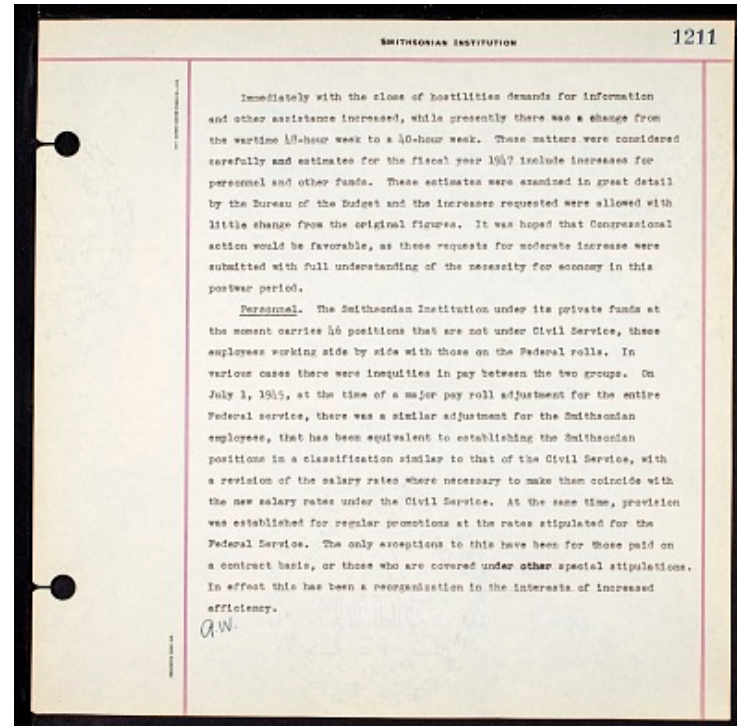 SMITHSONIAN INSTITUTION
1211
Immediately with the close of hostilities demands for information
and other assistance increased, while presently there was a change from
the wartime 48-hour week to a 40-hour week. These matters were considered
carefully and estimates for the fiscal year 1947 include increases for
personnel and other funds. These estimates were examined in great detail
by the Bureau of the Budget and the increases requested were allowed with
little change from the original figures. It was hoped that Congressional
action would be favorable, as these requests for moderate increase were
submitted with full understanding of the necessity for economy in this
postwar period.
Personnel. The Smithsonian Institution under its private funds at
the moment carries 46 positions that are not under Civil Service, these
employees working side by side with those on the Federal rolls. In
various cases there were inequities in pay between the two groups. On
July 1, 1945, at the time of a major pay roll adjustment for the entire
Federal service, there was a similar adjustment for the Smithsonian
employees, that has been equivalent to establishing the Smithsonian
positions in a classification similar to that of the Civil Service, with
a revision of the salary rates where necessary to make them coincide with
the new salary rates under the Civil Service. At the same time, provision
was established for regular promotions at the rates stipulated for the
Federal Service. The only exceptions to this have been for those paid on
a contract basis, or those who are covered under other special stipulations.
In effect this has been a reorganization in the interests of increased
efficiency.
a.w.